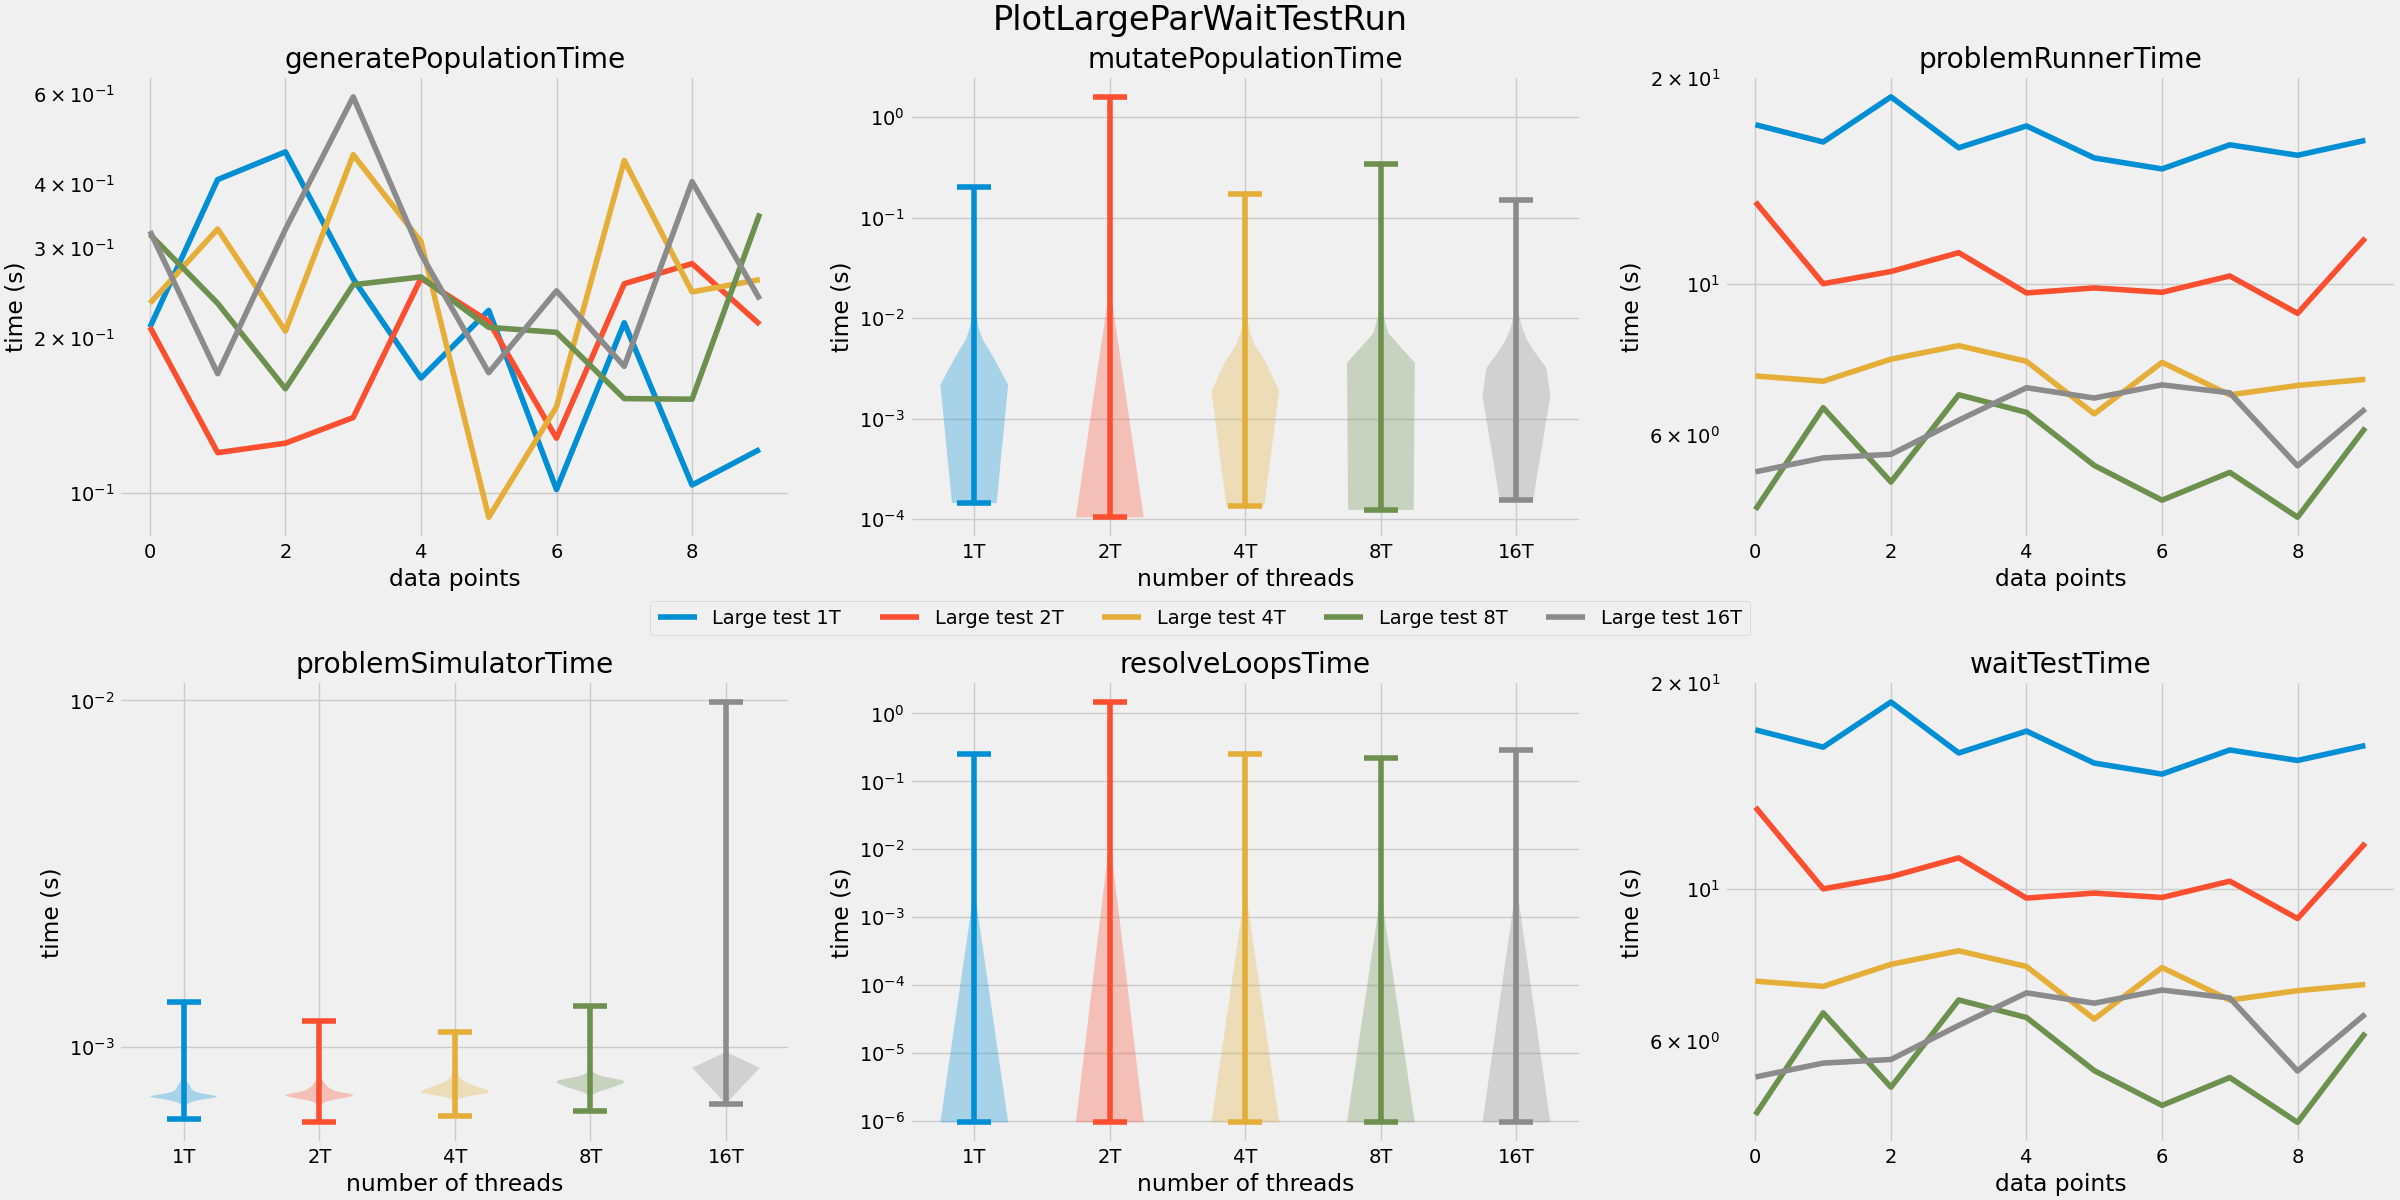 PlotLargeParWaitTestRun
generatePopulationTime
6 × 10⁻¹
4 × 10⁻¹
3 × 10⁻¹
2 × 10⁻¹
10⁻¹
time (s)
0 2 4 6 8
data points
mutatePopulationTime
10⁰
10⁻¹
10⁻²
10⁻³
10⁻⁴
time (s)
1T 2T 4T 8T 16T
number of threads
problemRunnerTime
2 × 10¹
10¹
6 × 10⁰
time (s)
0 2 4 6 8
data points
Large test 1T Large test 2T Large test 4T Large test 8T Large test 16T
problemSimulatorTime
10⁻²
10⁻³
time (s)
1T 2T 4T 8T 16T
number of threads
resolveLoopsTime
10⁰
10⁻¹
10⁻²
10⁻³
10⁻⁴
10⁻⁵
10⁻⁶
time (s)
1T 2T 4T 8T 16T
number of threads
waitTestTime
2 × 10¹
10¹
6 × 10⁰
time (s)
0 2 4 6 8
data points